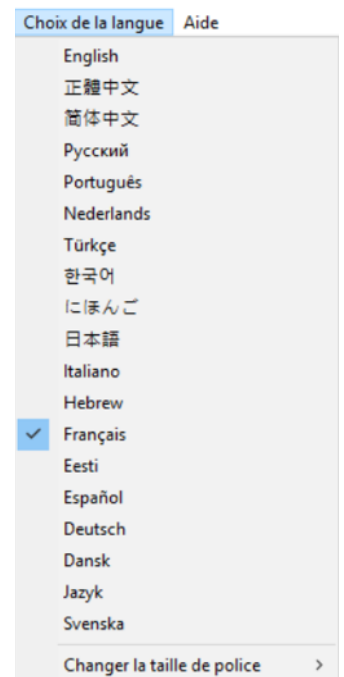 Choix de la langue Aide
English
正體中文
简体中文
Русский
Português
Nederlands
Türkçe
한국어
にほんご
日本語
Italiano
Hebrew
Français
Eesti
Español
Deutsch
Dansk
Jazyk
Svenska
Changer la taille de police >